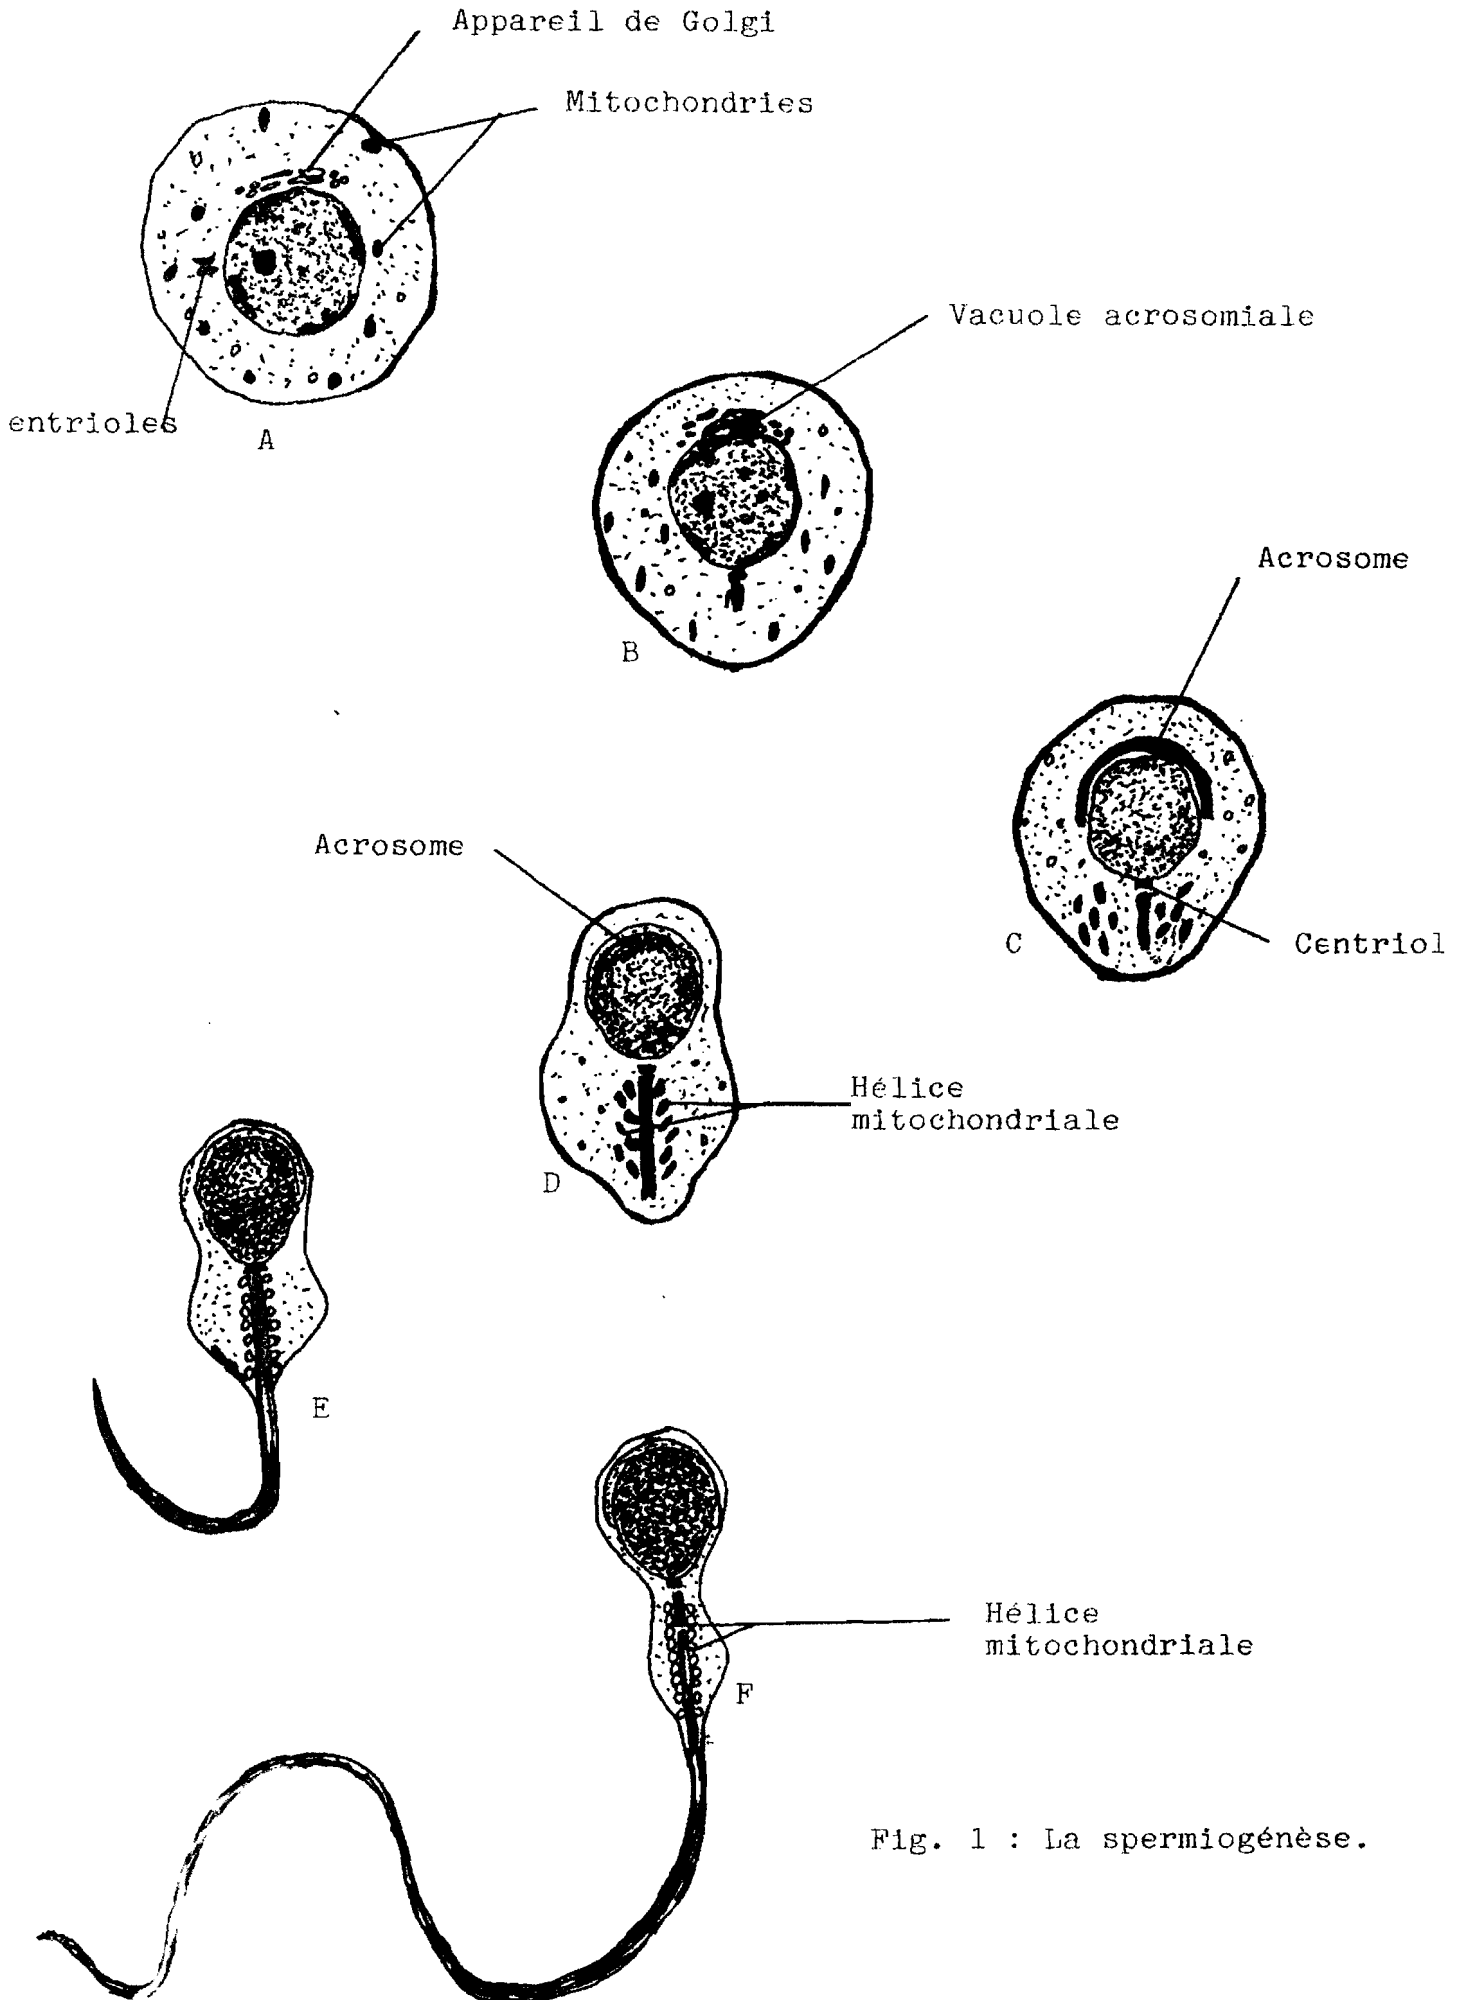 Appareil de Golgi
Mitochondries
Vacuole acrosomiale
entrioles
A
B
Acrosome
Acrosome
C
Centriol
Hélice
mitochondriale
D
E
Hélice
mitochondriale
F
Fig. 1 : La spermiogénèse.